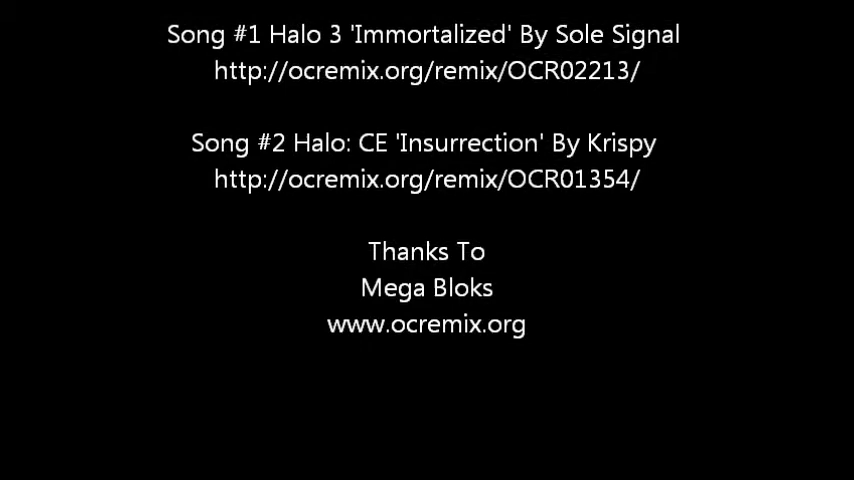 Song #1 Halo 3 'Immortalized' By Sole Signal
http://ocremix.org/remix/OCR02213/
Song #2 Halo: CE 'Insurrection' By Krispy
http://ocremix.org/remix/OCR01354/
Thanks To
Mega Bloks
www.ocremix.org